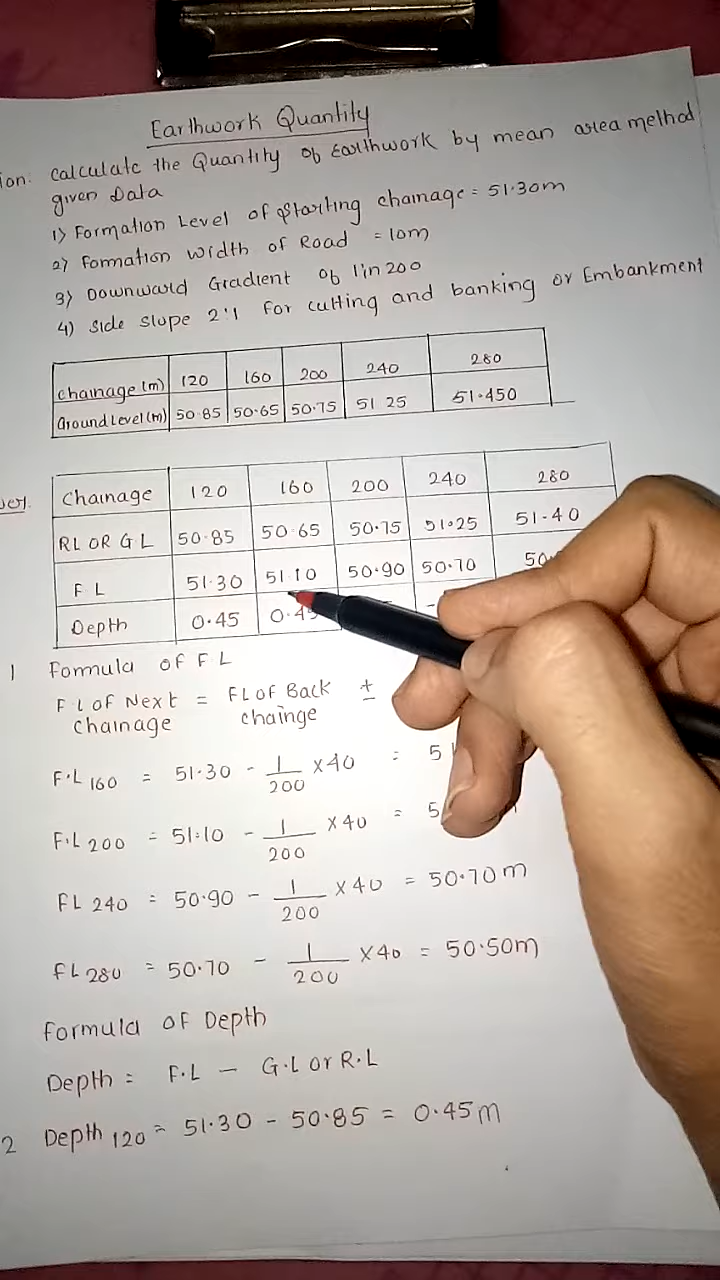 Earthwork Quantity
ion: Calculate the Quantity of Earthwork by mean area method
given Data
1) Formation Level of Starting chainage = 51.30m
2) Formation Width of Road = 10m
3) Downward Gradient of 1 in 200
4) Side Slope 2:1 For cutting and banking or Embankment
Chainage (m) 120 160 200 240 280
Ground Level (m) 50.85 50.65 50.75 51.25 51.450
Chainage 120 160 200 240 280
RL OR G L 50.85 50.65 50.75 51.25 51.40
F L 51.30 51.10 50.90 50.70 50.
Depth 0.45 0.45 -
1 Formula of F L
F L of Next = FL of Back ±
chainage chainge
F.L 160 = 51.30 - 1/200 × 40 = 5
F.L 200 = 51.10 - 1/200 × 40 = 5
FL 240 = 50.90 - 1/200 × 40 = 50.70m
FL 280 = 50.70 - 1/200 × 40 = 50.50m
Formula of Depth
Depth = F.L - G.L or R.L
2 Depth 120 = 51.30 - 50.85 = 0.45m